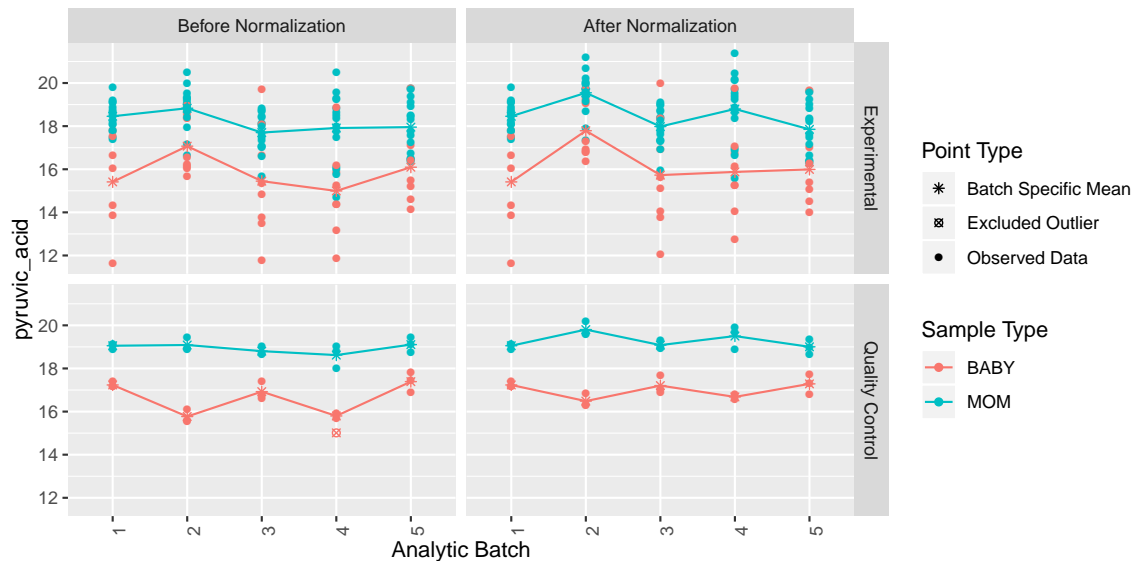 Before Normalization
After Normalization
20
18
16
14
12
Experimental
20
18
16
14
12
Quality Control
pyruvic_acid
1
2
3
4
5
1
2
3
4
5
Analytic Batch
Point Type
Batch Specific Mean
Excluded Outlier
Observed Data
Sample Type
BABY
MOM